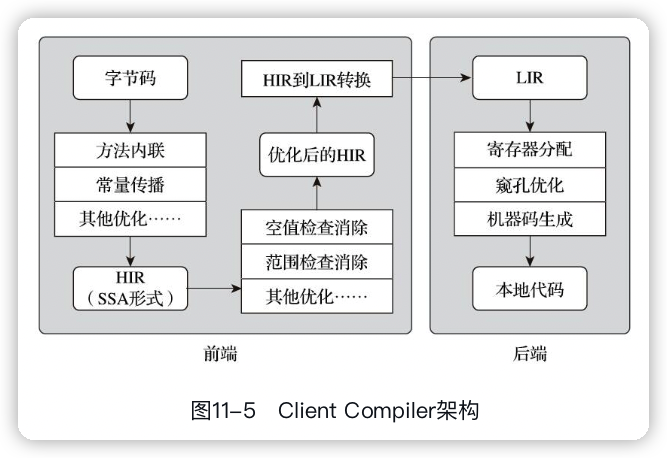 字节码
方法内联
常量传播
其他优化……
HIR
（SSA形式）
空值检查消除
范围检查消除
其他优化……
优化后的HIR
HIR到LIR转换
前端
LIR
寄存器分配
窥孔优化
机器码生成
本地代码
后端
图11-5 Client Compiler架构